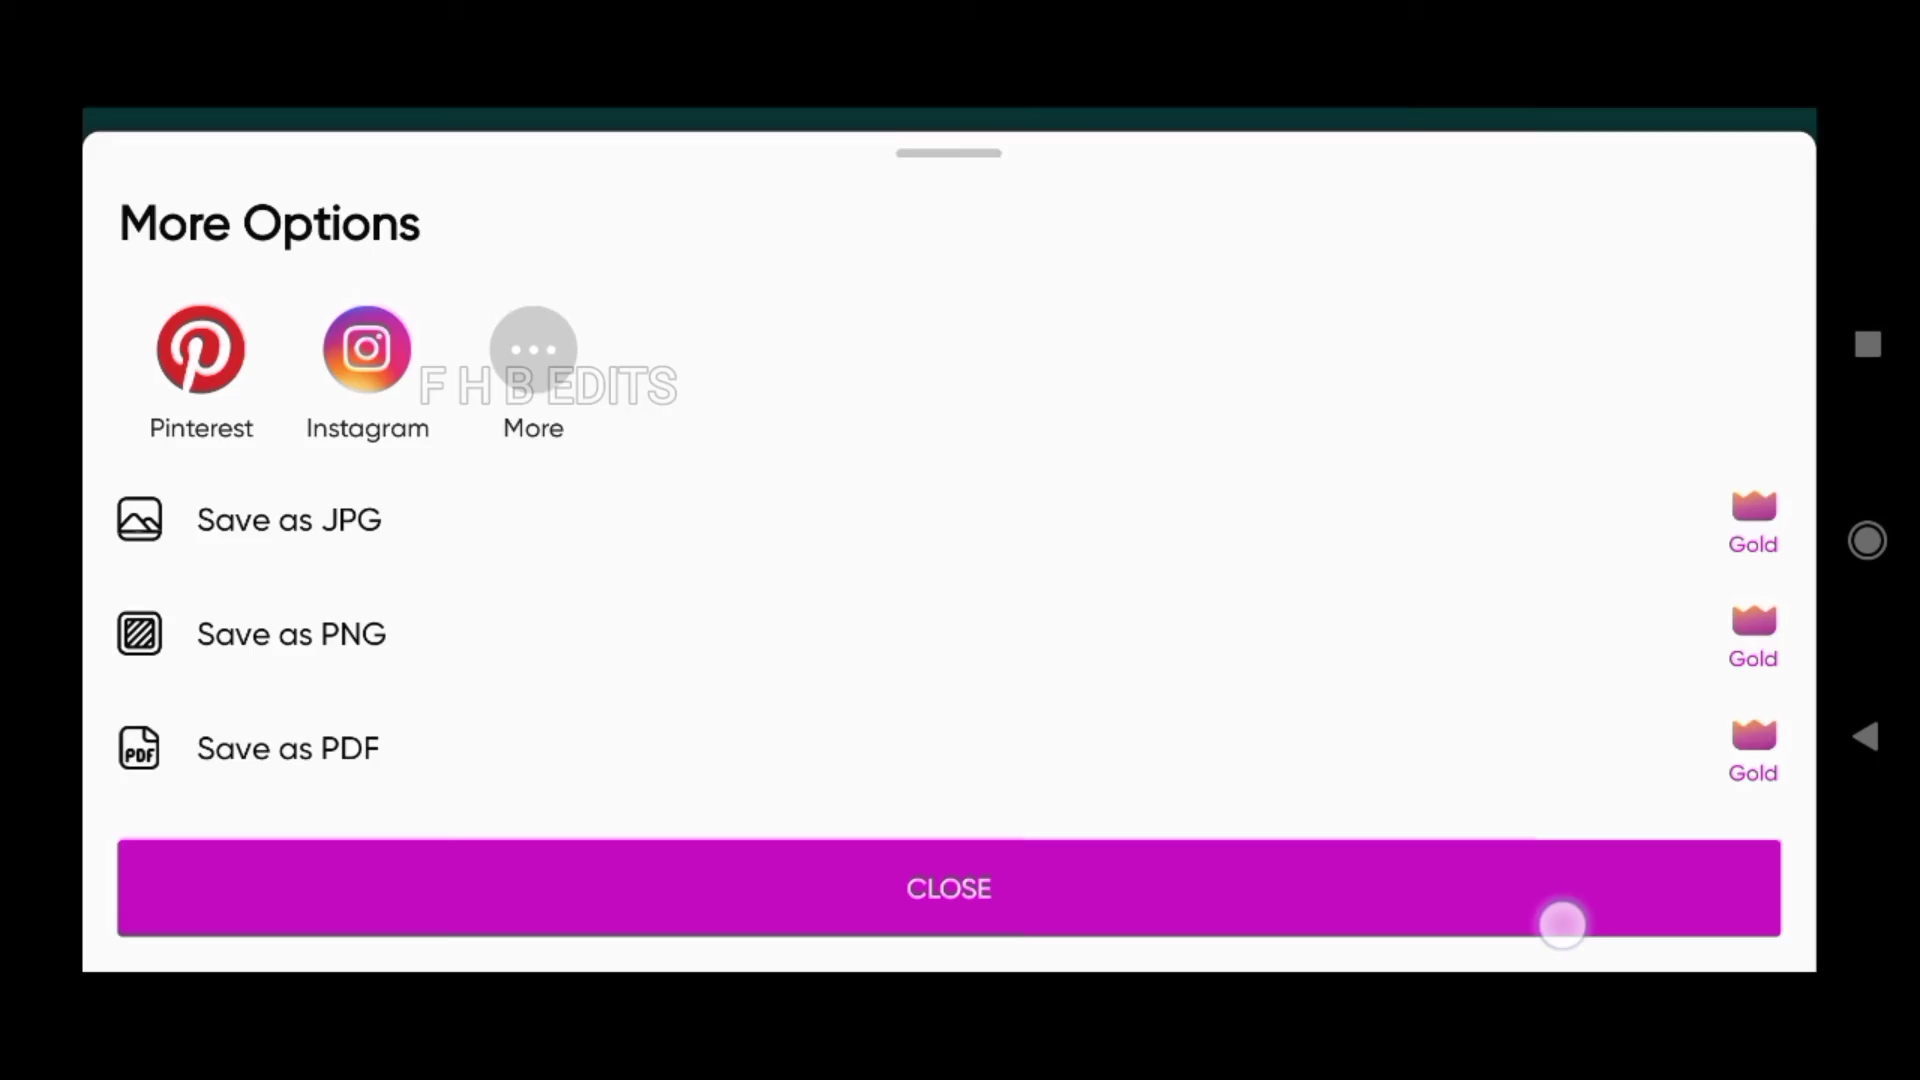 More Options
F H B EDITS
Pinterest Instagram More
Save as JPG
Gold
Save as PNG
Gold
PDF Save as PDF
Gold
CLOSE